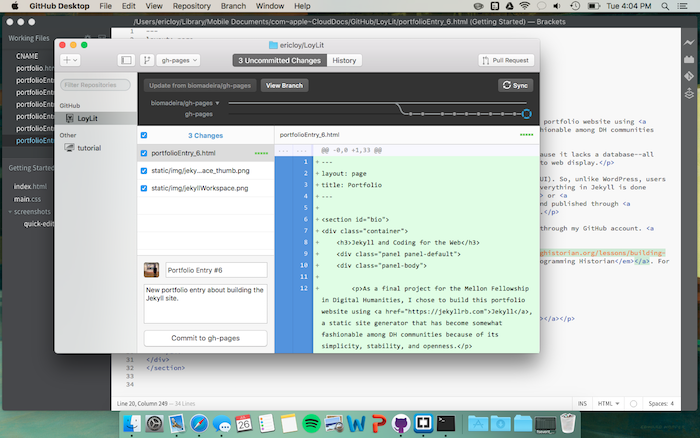 GitHub Desktop File Edit View Repository Branch Window Help
Tue 4:04 PM
/Users/ericloy/Library/Mobile Documents/com~apple~CloudDocs/GitHub/LoyLit/portfolioEntry_6.html (Getting Started) — Brackets
Working Files
CNAME
portfolio.html
portfolioEn
portfolioEn
portfolioEn
portfolioEn
portfolioEn
Getting Started
index.html
main.css
screenshots
quick-edi
ericloy/LoyLit
gh-pages
3 Uncommitted Changes
History
Pull Request
Filter Repositories
GitHub
LoyLit
Other
tutorial
Update from biomadeira/gh-pages
View Branch
Sync
biomadeira/gh-pages
gh-pages
3 Changes
portfolioEntry_6.html
static/img/jeky...ace_thumb.png
static/img/jekyllWorkspace.png
Portfolio Entry #6
New portfolio entry about building the
Jekyll site.
Commit to gh-pages
portfolioEntry_6.html
... ... @@ -0,0 +1,33 @@
1 +---
2 +layout: page
3 +title: Portfolio
4 +---
5 +
6 +<section id="bio">
7 +<div class="container">
8 + <h3>Jekyll and Coding for the Web</h3>
9 + <div class="panel panel-default">
10 + <div class="panel-body">
11 +
12 + <p>As a final project for the Mellon Fellowship
in Digital Humanities, I chose to build this portfolio
website using <a href="https://jekyllrb.com">Jekyll</a>,
a static site generator that has become somewhat
fashionable among DH communities because of its
simplicity, stability, and openness.</p>
portfolio website using <a
ionable among DH communities
ause it lacks a database--all
to web display.</p>
UI). So, unlike WordPress, users
everything in Jekyll is done
> or <a
nd published through <a
.</p>
through my GitHub account. <a
ghistorian.org/lessons/building-
ogramming Historian</em></a>. For
</a></p>
31 </div>
32 </section>
33
34
Line 20, Column 249 — 34 Lines
INS
HTML
Spaces: 4